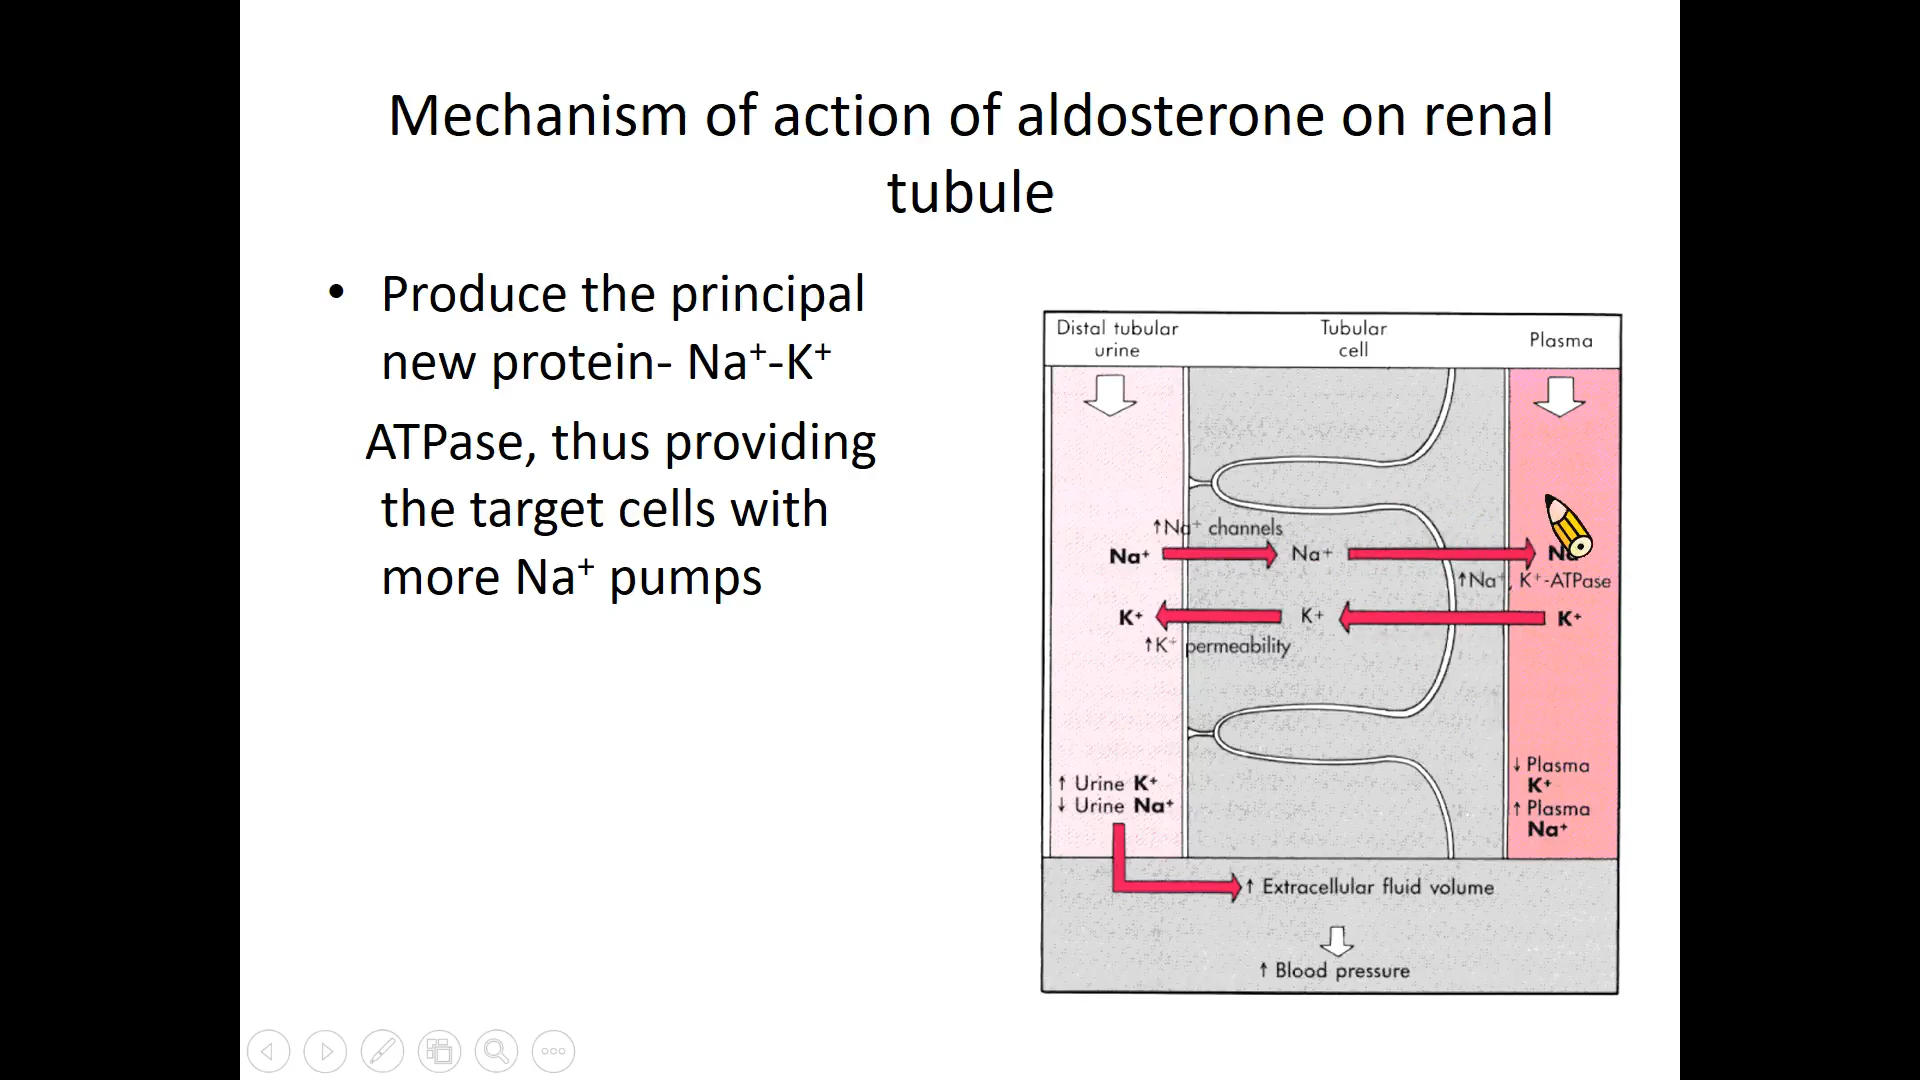 Mechanism of action of aldosterone on renal
tubule
• Produce the principal
new protein- Na⁺-K⁺
ATPase, thus providing
the target cells with
more Na⁺ pumps
Distal tubular
urine
Tubular
cell
Plasma
↑Na⁺ channels
Na⁺
Na⁺
Na
↑Na⁺, K⁺-ATPase
K⁺
K⁺
K⁺
↑K⁺ permeability
↑ Urine K⁺
↓ Urine Na⁺
↓ Plasma
K⁺
↑ Plasma
Na⁺
↑ Extracellular fluid volume
↑ Blood pressure